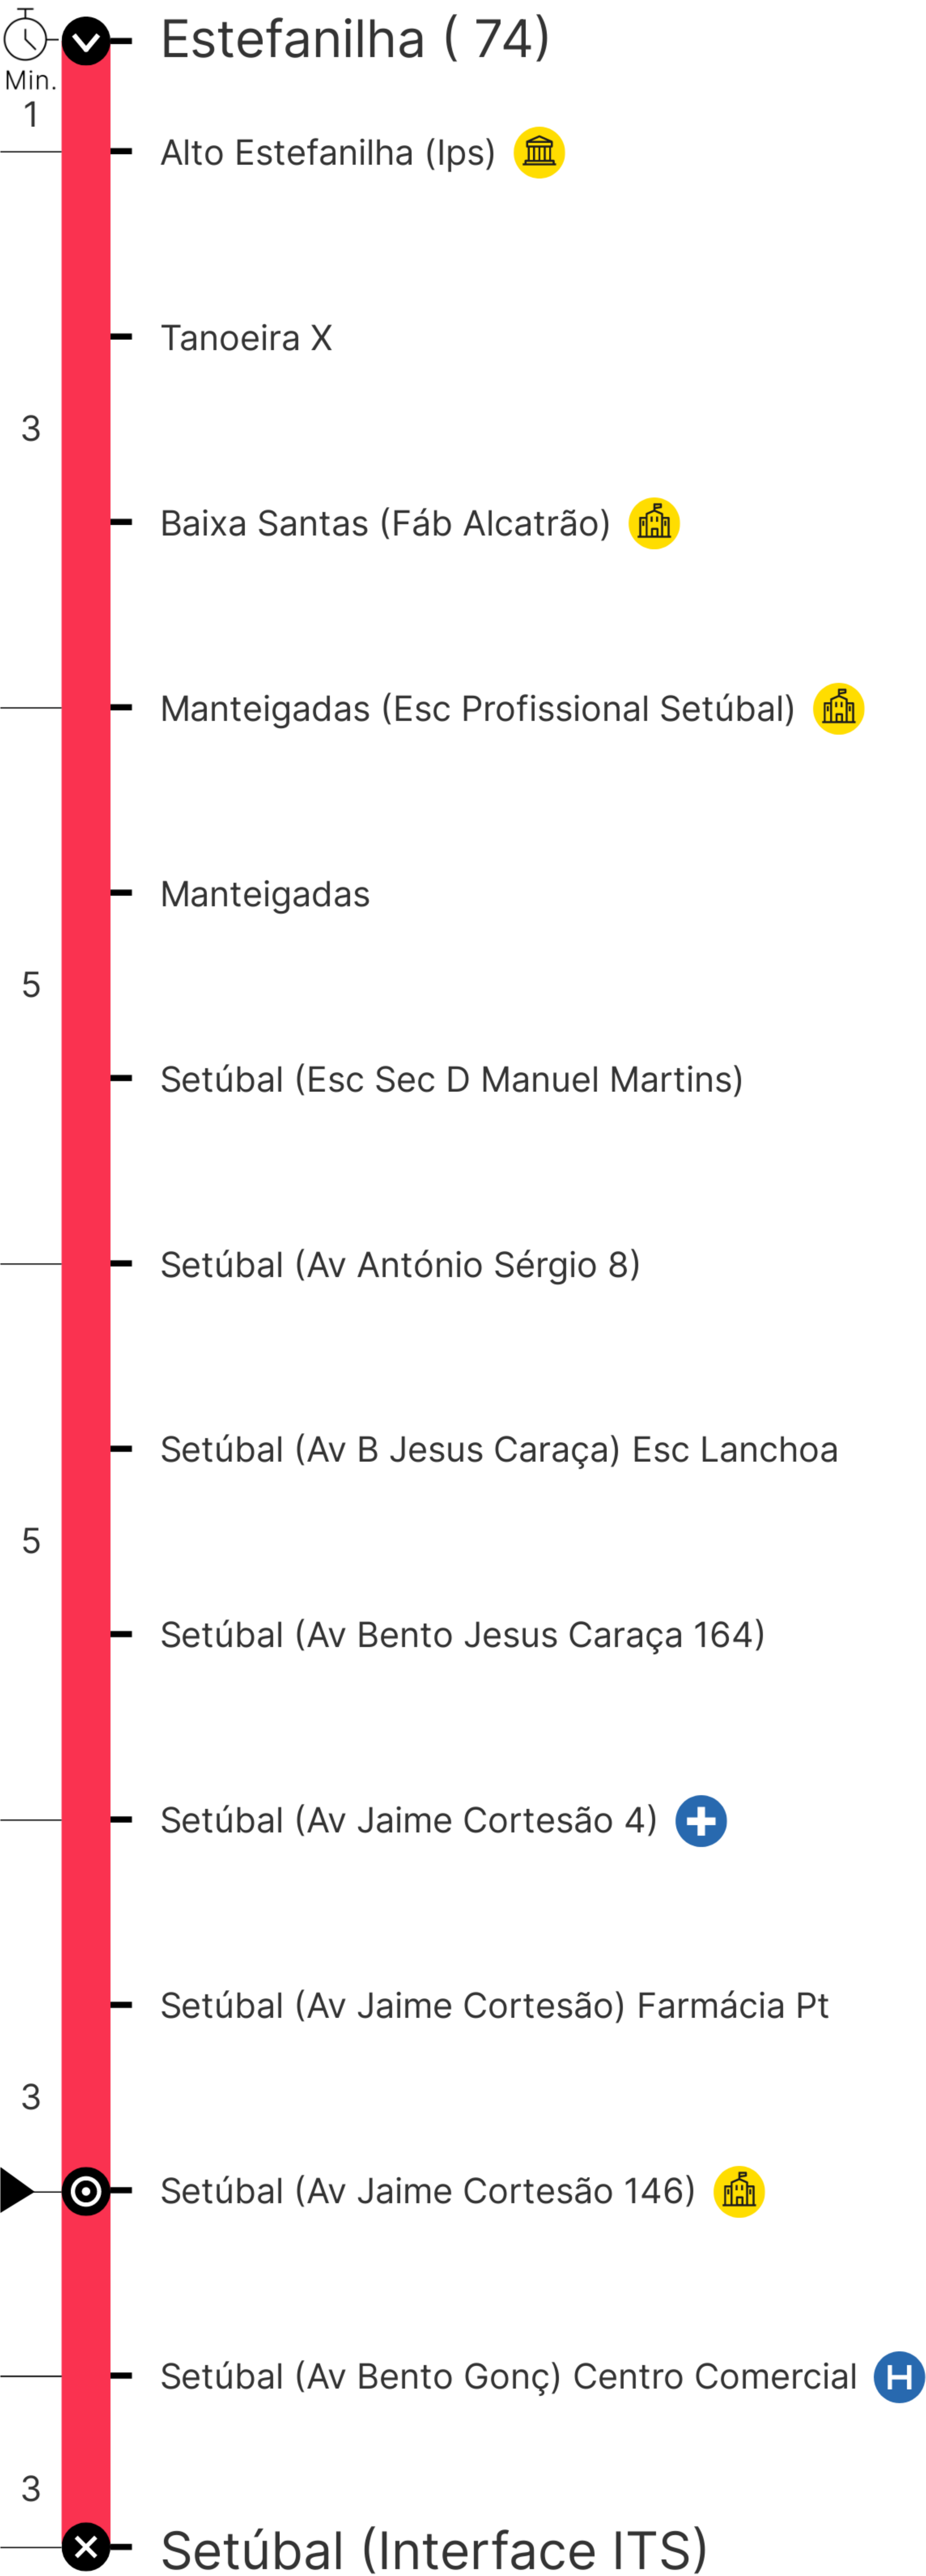 Estefanilha ( 74)
Min.
1
Alto Estefanilha (Ips)
Tanoeira X
3
Baixa Santas (Fáb Alcatrão)
Manteigadas (Esc Profissional Setúbal)
Manteigadas
5
Setúbal (Esc Sec D Manuel Martins)
Setúbal (Av António Sérgio 8)
Setúbal (Av B Jesus Caraça) Esc Lanchoa
5
Setúbal (Av Bento Jesus Caraça 164)
Setúbal (Av Jaime Cortesão 4)
Setúbal (Av Jaime Cortesão) Farmácia Pt
3
Setúbal (Av Jaime Cortesão 146)
Setúbal (Av Bento Gonç) Centro Comercial H
3
Setúbal (Interface ITS)